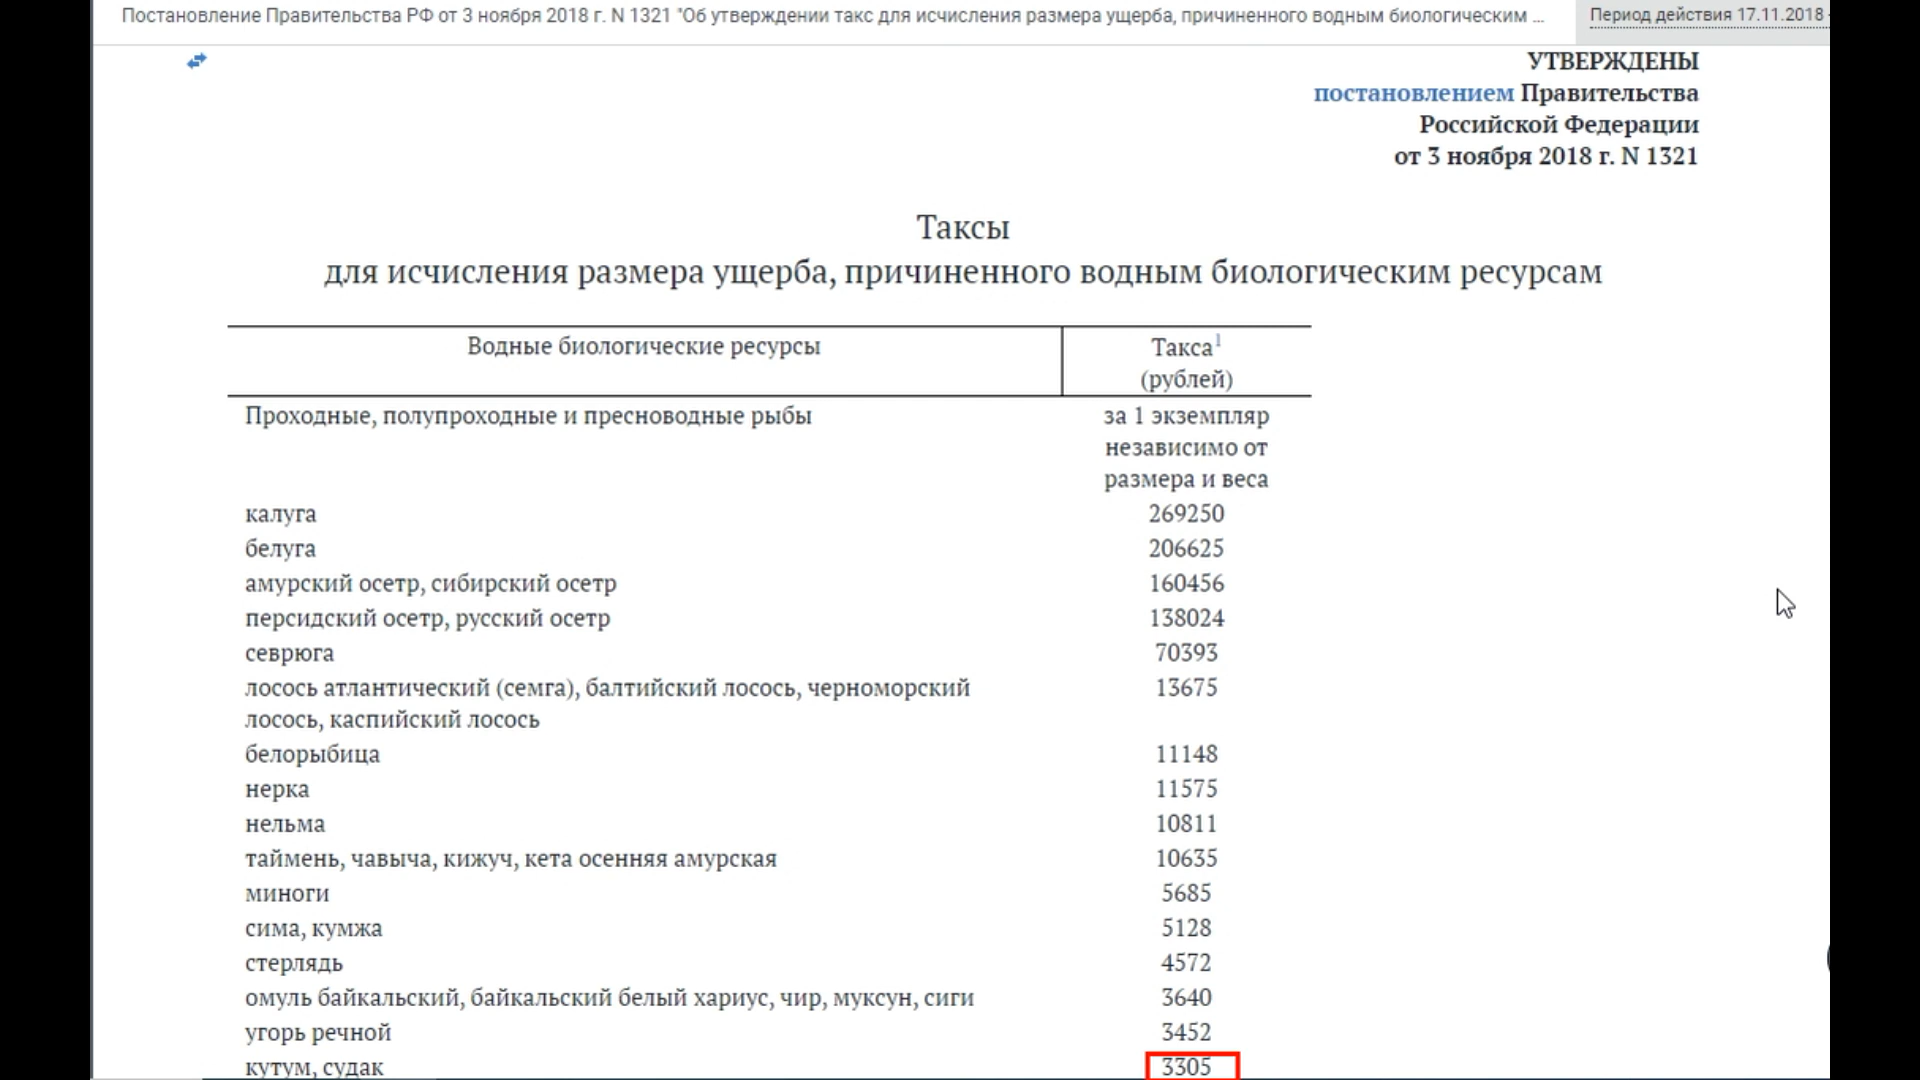 Постановление Правительства РФ от 3 ноября 2018 г. N 1321 "Об утверждении такс для исчисления размера ущерба, причиненного водным биологическим ...
Период действия 17.11.2018
УТВЕРЖДЕНЫ
постановлением Правительства
Российской Федерации
от 3 ноября 2018 г. N 1321
Таксы
для исчисления размера ущерба, причиненного водным биологическим ресурсам
Водные биологические ресурсы
Такса1
(рублей)
Проходные, полупроходные и пресноводные рыбы
за 1 экземпляр
независимо от
размера и веса
калуга 269250
белуга 206625
амурский осетр, сибирский осетр 160456
персидский осетр, русский осетр 138024
севрюга 70393
лосось атлантический (семга), балтийский лосось, черноморский 13675
лосось, каспийский лосось
белорыбица 11148
нерка 11575
нельма 10811
таймень, чавыча, кижуч, кета осенняя амурская 10635
миноги 5685
сима, кумжа 5128
стерлядь 4572
омуль байкальский, байкальский белый хариус, чир, муксун, сиги 3640
угорь речной 3452
кутум, судак 3305